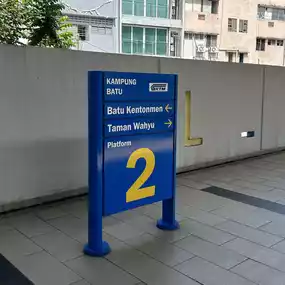 KAMPUNG
BATU
Batu Kentonmen
Taman Wahyu
Platform
2